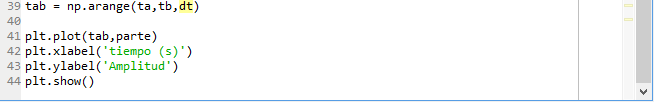 39 tab = np.arange(ta,tb,dt)
40
41 plt.plot(tab,parte)
42 plt.xlabel('tiempo (s)')
43 plt.ylabel('Amplitud')
44 plt.show()